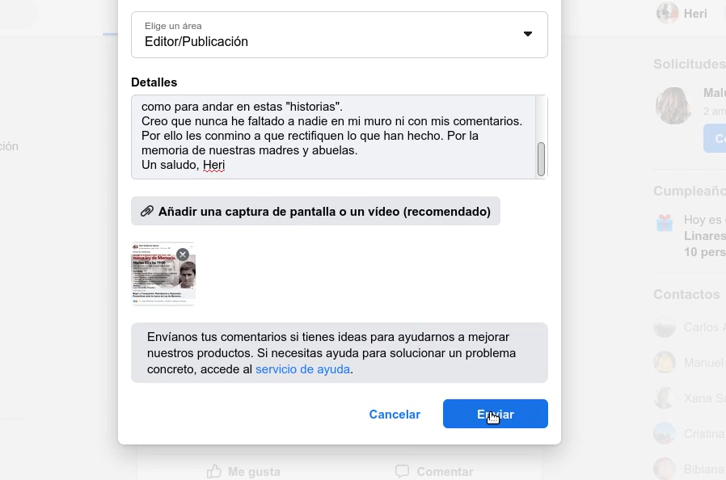 Elige un área
Editor/Publicación
Heri
Solicitudes
Detalles
como para andar en estas "historias".
Creo que nunca he faltado a nadie en mi muro ni con mis comentarios.
Por ello les conmino a que rectifiquen lo que han hecho. Por la
memoria de nuestras madres y abuelas.
Un saludo, Heri
2 am
Añadir una captura de pantalla o un vídeo (recomendado)
Cumpleaño
Hoy es
Linares
10 pers
Contactos
Envíanos tus comentarios si tienes ideas para ayudarnos a mejorar
nuestros productos. Si necesitas ayuda para solucionar un problema
concreto, accede al servicio de ayuda.
Carlos A
Manuel
Xana Sa
Cristina
Bibiana
Cancelar
Enviar
Me gusta
Comentar